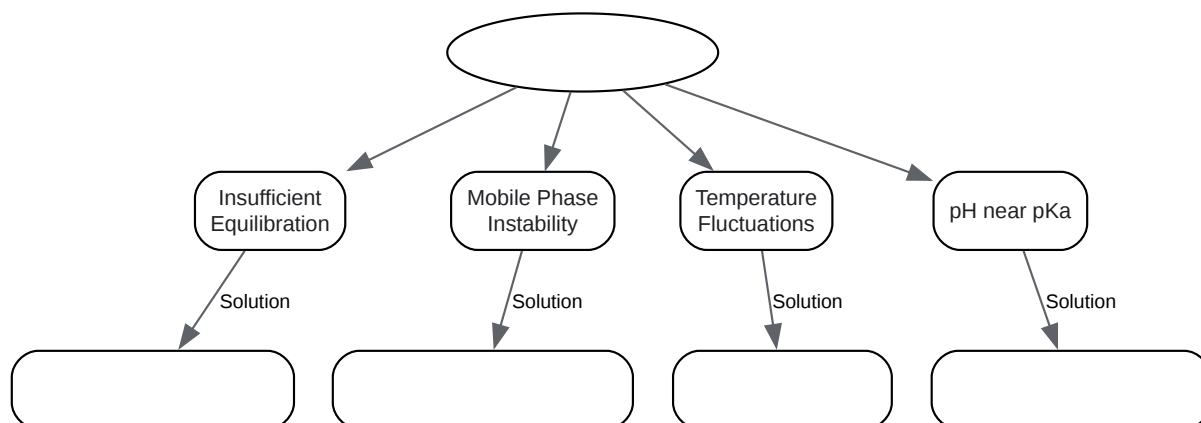 Insufficient
Equilibration
Mobile Phase
Instability
Temperature
Fluctuations
pH near pKa
Solution
Solution
Solution
Solution